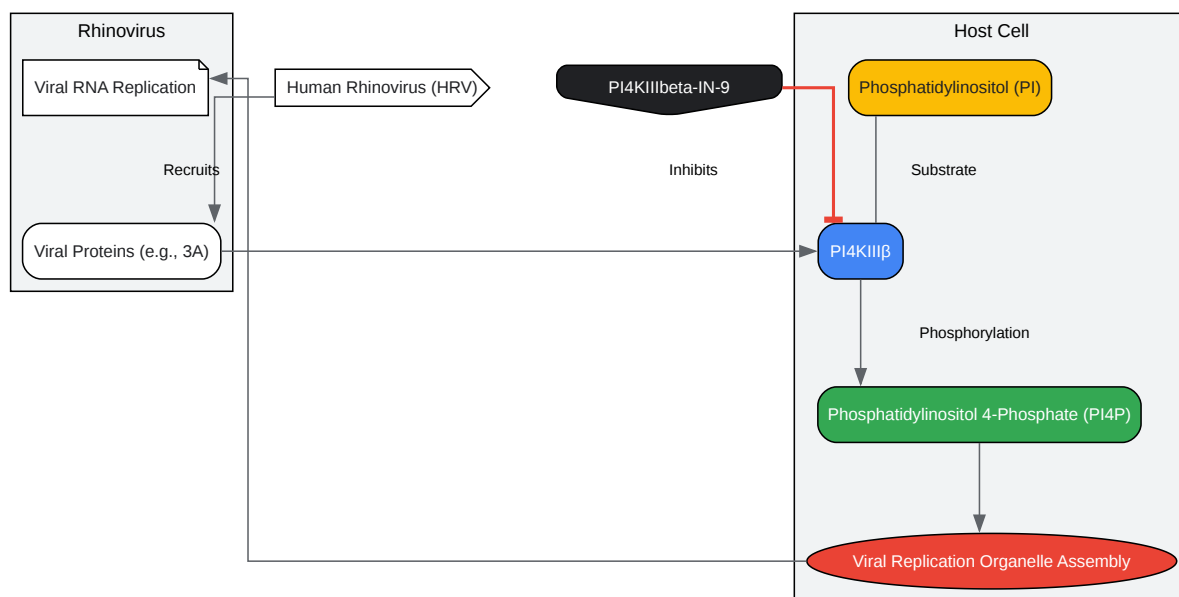 Rhinovirus
Host Cell
Viral RNA Replication
Human Rhinovirus (HRV)
PI4KIIIbeta-IN-9
Phosphatidylinositol (PI)
Recruits
Inhibits
Substrate
Viral Proteins (e.g., 3A)
PI4KIIIβ
Phosphorylation
Phosphatidylinositol 4-Phosphate (PI4P)
Viral Replication Organelle Assembly